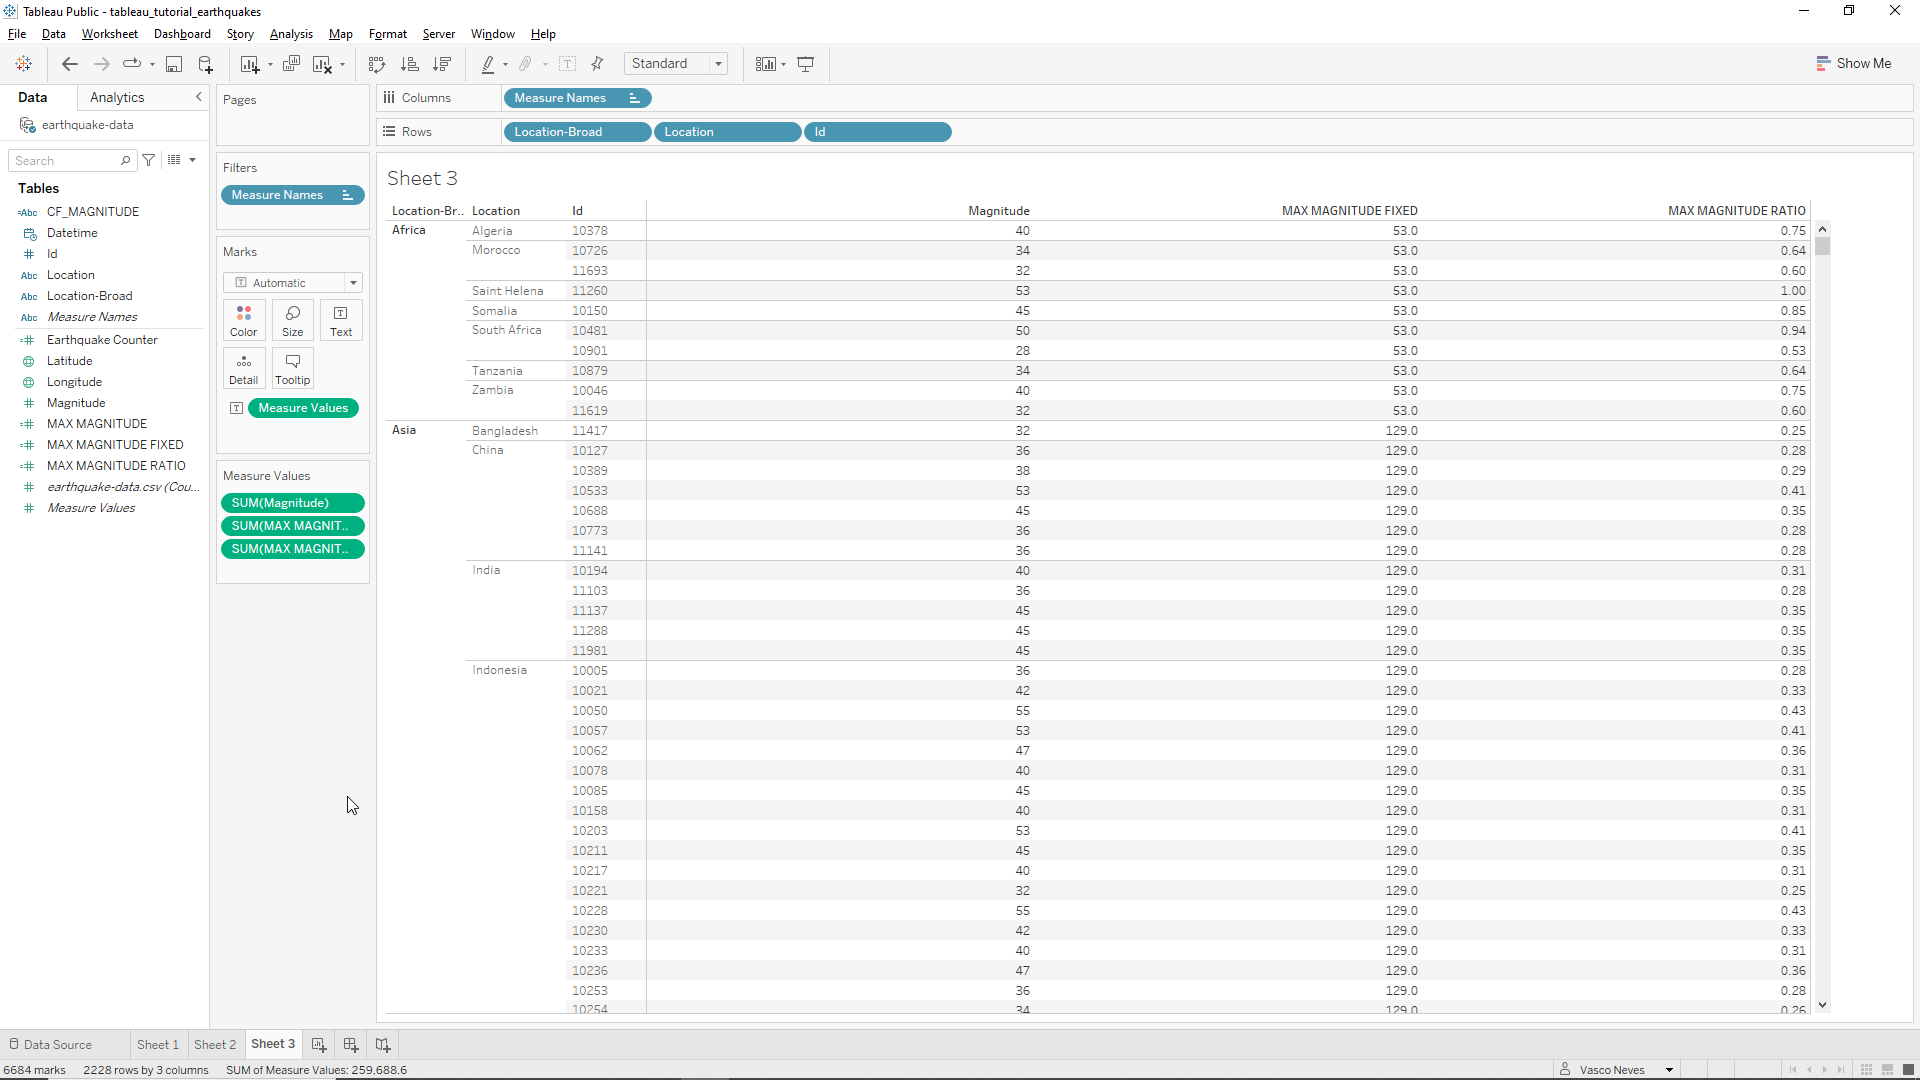 Tableau Public - tableau_tutorial_earthquakes
File Data Worksheet Dashboard Story Analysis Map Format Server Window Help
Standard
Show Me
Data Analytics
earthquake-data
Search
Tables
Abc CF_MAGNITUDE
Datetime
Id
Abc Location
Abc Location-Broad
Abc Measure Names
Earthquake Counter
Latitude
Longitude
Magnitude
MAX MAGNITUDE
MAX MAGNITUDE FIXED
MAX MAGNITUDE RATIO
earthquake-data.csv (Cou...
Measure Values
Pages
Filters
Measure Names
Marks
Automatic
Color Size Text
Detail Tooltip
Measure Values
Measure Values
SUM(Magnitude)
SUM(MAX MAGNIT..
SUM(MAX MAGNIT..
Columns Measure Names
Rows Location-Broad Location Id
Sheet 3
Location-Br.. Location Id Magnitude MAX MAGNITUDE FIXED MAX MAGNITUDE RATIO
Africa Algeria 10378 40 53.0 0.75
Morocco 10726 34 53.0 0.64
11693 32 53.0 0.60
Saint Helena 11260 53 53.0 1.00
Somalia 10150 45 53.0 0.85
South Africa 10481 50 53.0 0.94
10901 28 53.0 0.53
Tanzania 10879 34 53.0 0.64
Zambia 10046 40 53.0 0.75
11619 32 53.0 0.60
Asia Bangladesh 11417 32 129.0 0.25
China 10127 36 129.0 0.28
10389 38 129.0 0.29
10533 53 129.0 0.41
10688 45 129.0 0.35
10773 36 129.0 0.28
11141 36 129.0 0.28
India 10194 40 129.0 0.31
11103 36 129.0 0.28
11137 45 129.0 0.35
11288 45 129.0 0.35
11981 45 129.0 0.35
Indonesia 10005 36 129.0 0.28
10021 42 129.0 0.33
10050 55 129.0 0.43
10057 53 129.0 0.41
10062 47 129.0 0.36
10078 40 129.0 0.31
10085 45 129.0 0.35
10158 40 129.0 0.31
10203 53 129.0 0.41
10211 45 129.0 0.35
10217 40 129.0 0.31
10221 32 129.0 0.25
10228 55 129.0 0.43
10230 42 129.0 0.33
10233 40 129.0 0.31
10236 47 129.0 0.36
10253 36 129.0 0.28
10254 34 129.0 0.26
Data Source Sheet 1 Sheet 2 Sheet 3
6684 marks 2228 rows by 3 columns SUM of Measure Values: 259,688.6 Vasco Neves